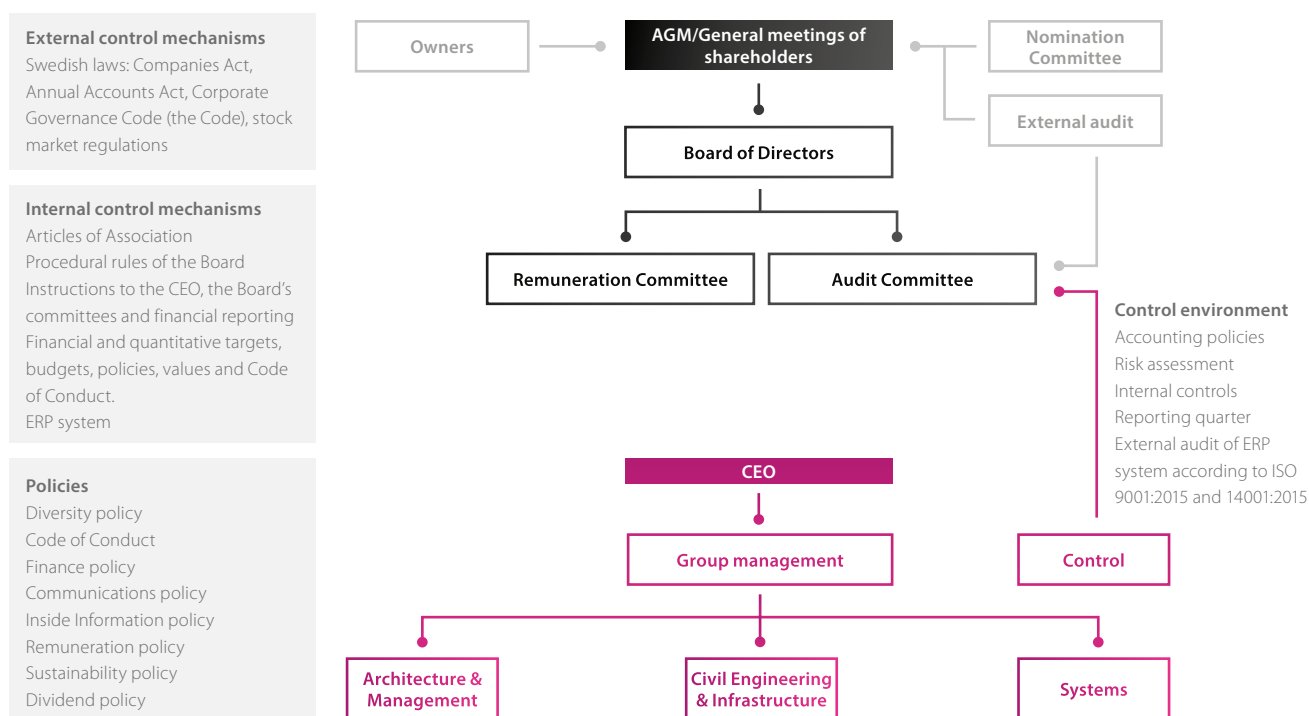 External control mechanisms
Swedish laws: Companies Act,
Annual Accounts Act, Corporate
Governance Code (the Code), stock
market regulations
Internal control mechanisms
Articles of Association
Procedural rules of the Board
Instructions to the CEO, the Board's
committees and financial reporting
Financial and quantitative targets,
budgets, policies, values and Code
of Conduct.
ERP system
Policies
Diversity policy
Code of Conduct
Finance policy
Communications policy
Inside Information policy
Remuneration policy
Sustainability policy
Dividend policy
Owners
AGM/General meetings of
shareholders
Nomination
Committee
External audit
Board of Directors
Remuneration Committee
Audit Committee
Control environment
Accounting policies
Risk assessment
Internal controls
Reporting quarter
External audit of ERP
system according to ISO
9001:2015 and 14001:2015
CEO
Group management
Control
Architecture &
Management
Civil Engineering
& Infrastructure
Systems